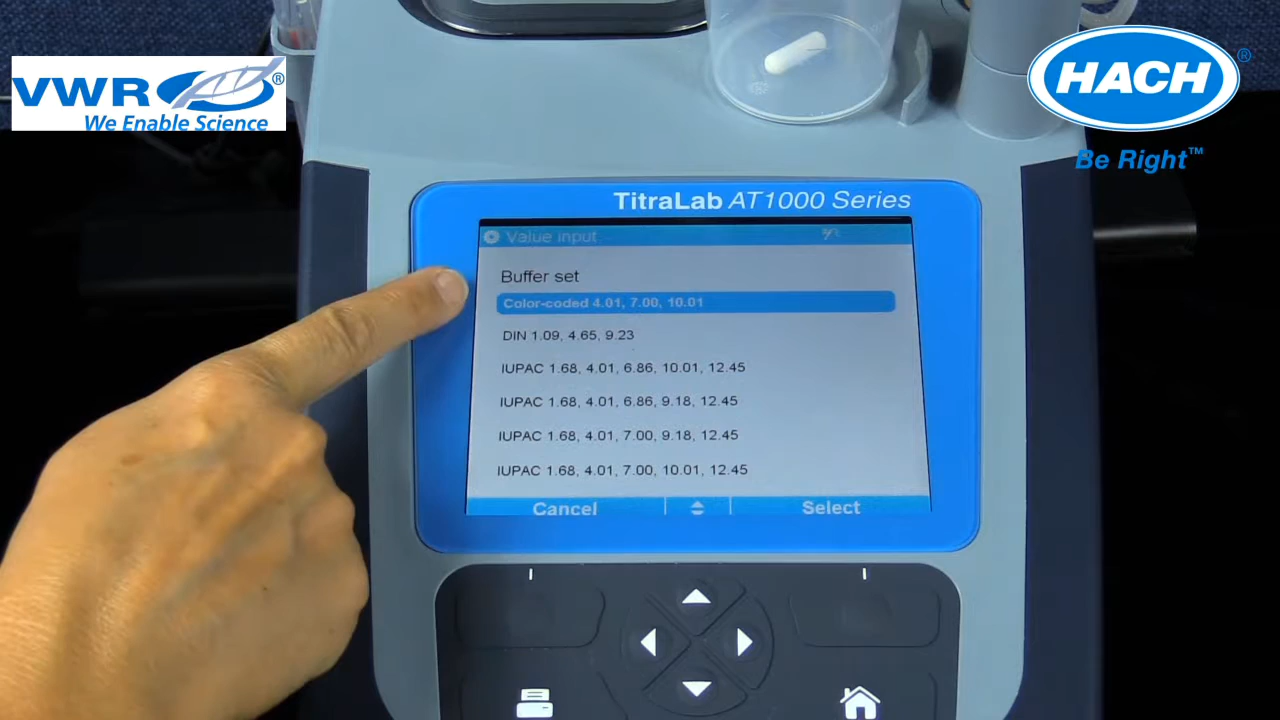 VWR®
We Enable Science
HACH®
Be Right™
TitraLab AT1000 Series
Value input
Buffer set
Color-coded 4.01, 7.00, 10.01
DIN 1.09, 4.65, 9.23
IUPAC 1.68, 4.01, 6.86, 10.01, 12.45
IUPAC 1.68, 4.01, 6.86, 9.18, 12.45
IUPAC 1.68, 4.01, 7.00, 9.18, 12.45
IUPAC 1.68, 4.01, 7.00, 10.01, 12.45
Cancel Select